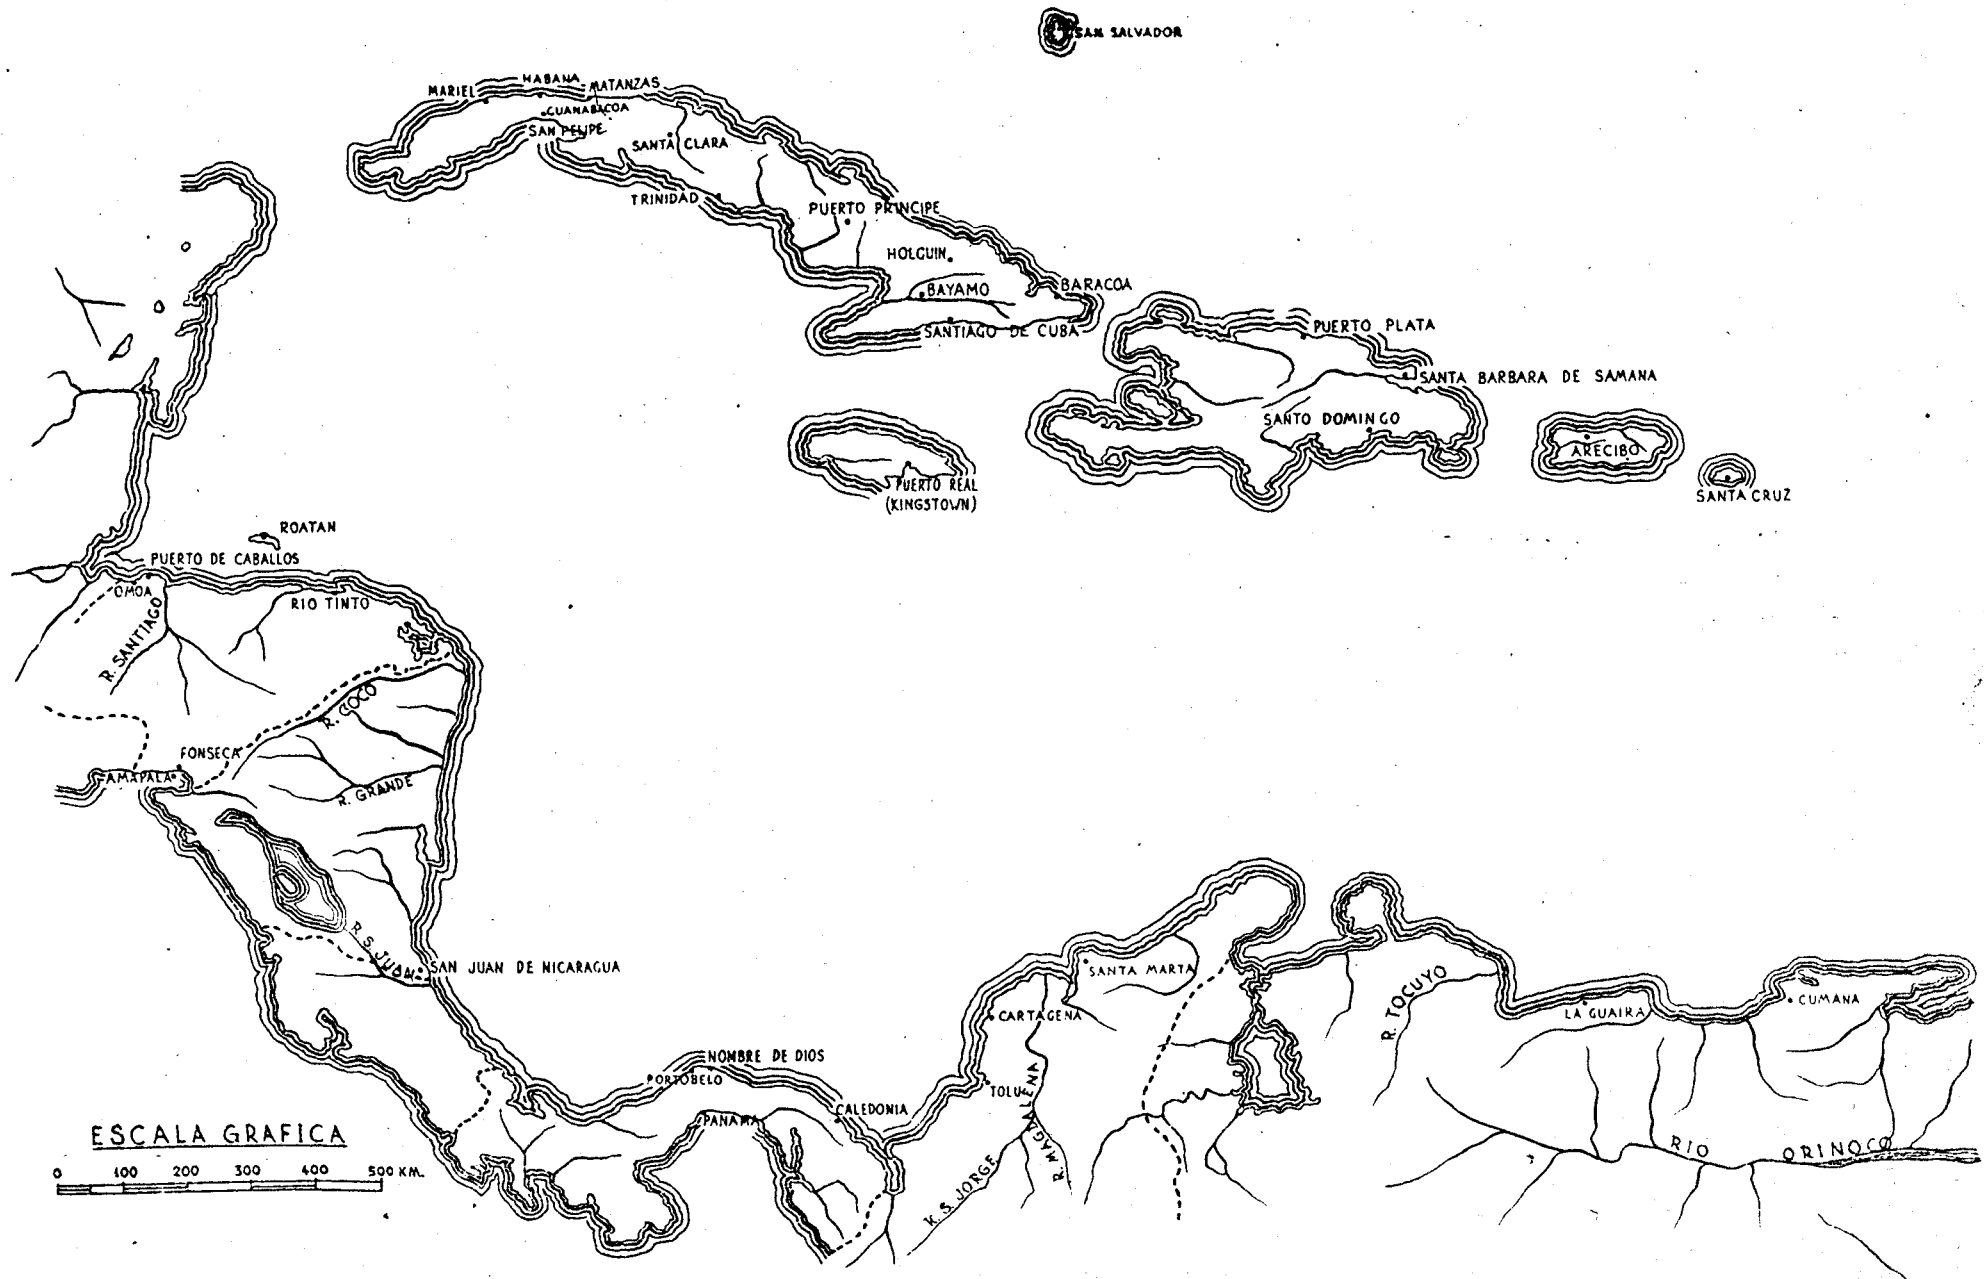 SAN SALVADOR
HABANA
MARIEL
MATANZAS
GUANABACOA
SAN FELIPE
SANTA CLARA
TRINIDAD
PUERTO PRINCIPE
HOLGUIN
BAYAMO
BARACOA
SANTIAGO DE CUBA
PUERTO PLATA
SANTA BARBARA DE SAMANA
SANTO DOMINGO
ARECIBO
SANTA CRUZ
PUERTO REAL
(KINGSTOWN)
ROATAN
PUERTO DE CABALLOS
OMOA
RIO TINTO
R. SANTIAGO
R. COCO
FONSECA
AMAPALA
R. GRANDE
R. S. JUAN
SAN JUAN DE NICARAGUA
SANTA MARTA
R. TOCUYO
CUMANA
LA GUAIRA
CARTAGENA
NOMBRE DE DIOS
PORTOBELO
TOLU
R. MAGDALENA
CALEDONIA
PANAMA
K. S. JORGE
RIO ORINOCO
ESCALA GRAFICA
0 100 200 300 400 500 KM.